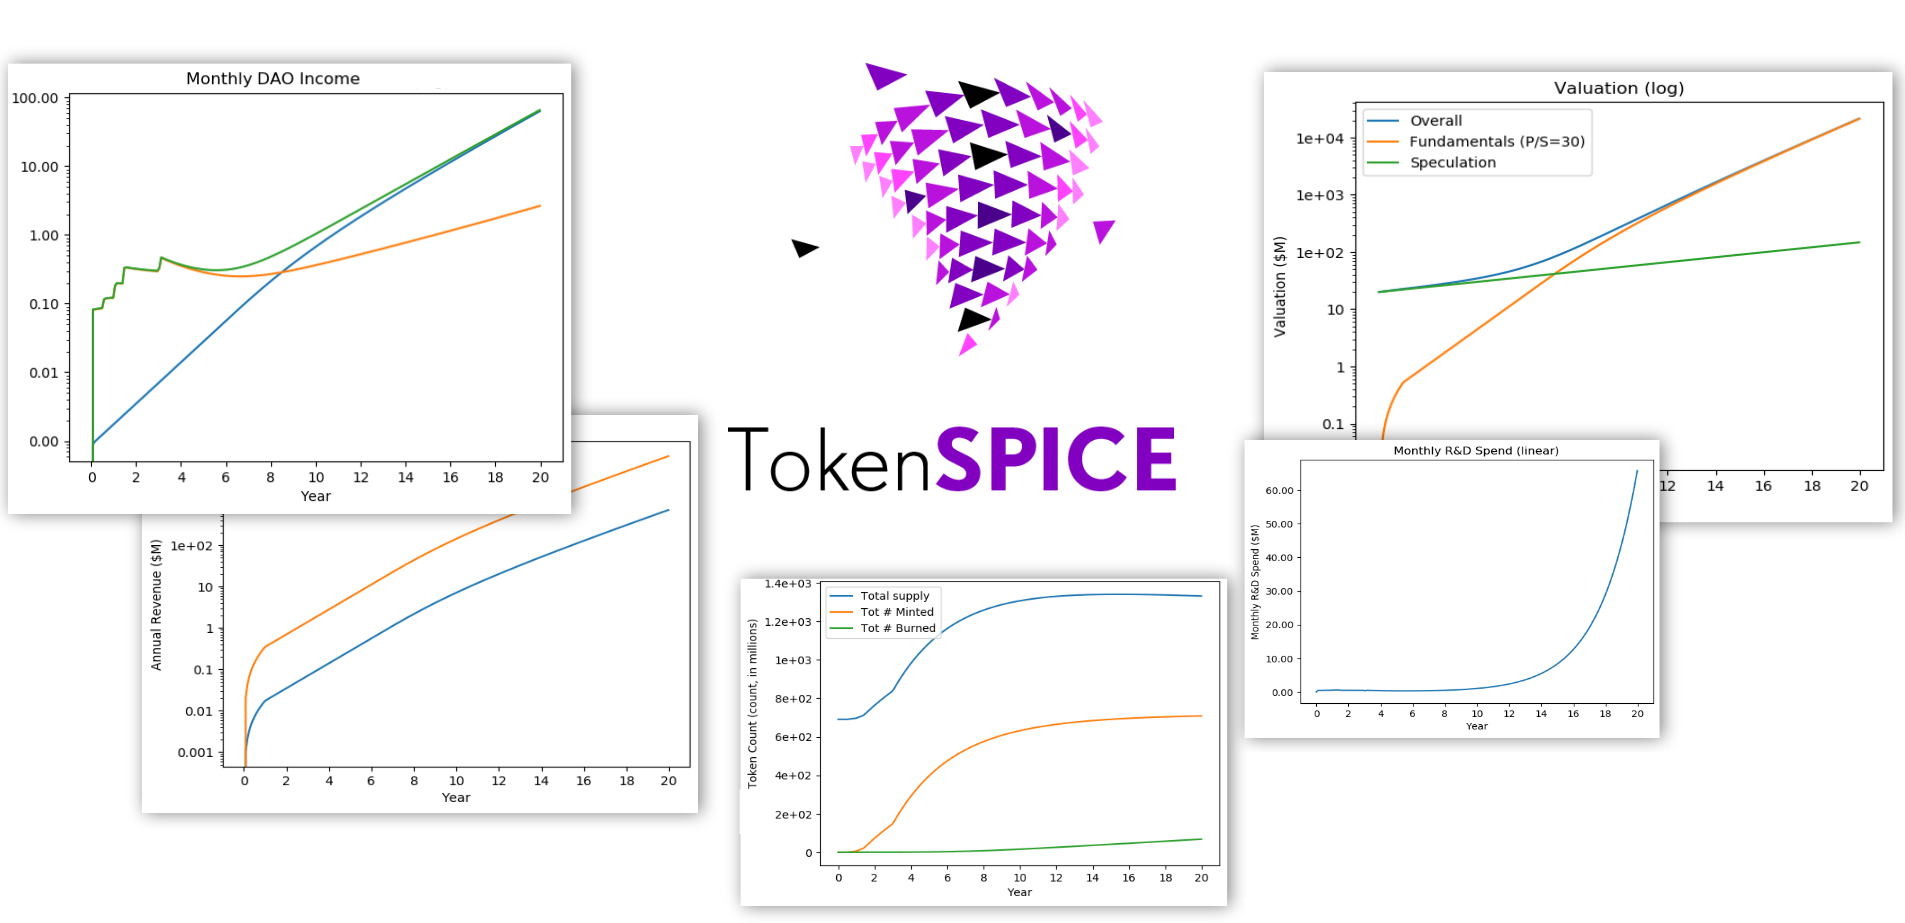 Monthly DAO Income
100.00
10.00
1.00
0.10
0.01
0.00
0 2 4 6 8 10 12 14 16 18 20
Year
Annual Revenue ($M)
1e+02
10
1
0.1
0.01
0.001
0 2 4 6 8 10 12 14 16 18 20
Year
TokenSPICE
1.4e+03
1.2e+03
1e+03
8e+02
6e+02
4e+02
2e+02
0
Token Count (count, in millions)
Total supply
Tot # Minted
Tot # Burned
0 2 4 6 8 10 12 14 16 18 20
Year
Valuation (log)
Overall
Fundamentals (P/S=30)
Speculation
Valuation ($M)
1e+04
1e+03
1e+02
10
1
0.1
12 14 16 18 20
Monthly R&D Spend (linear)
Monthly R&D Spend ($M)
60.00
50.00
40.00
30.00
20.00
10.00
0.00
0 2 4 6 8 10 12 14 16 18 20
Year